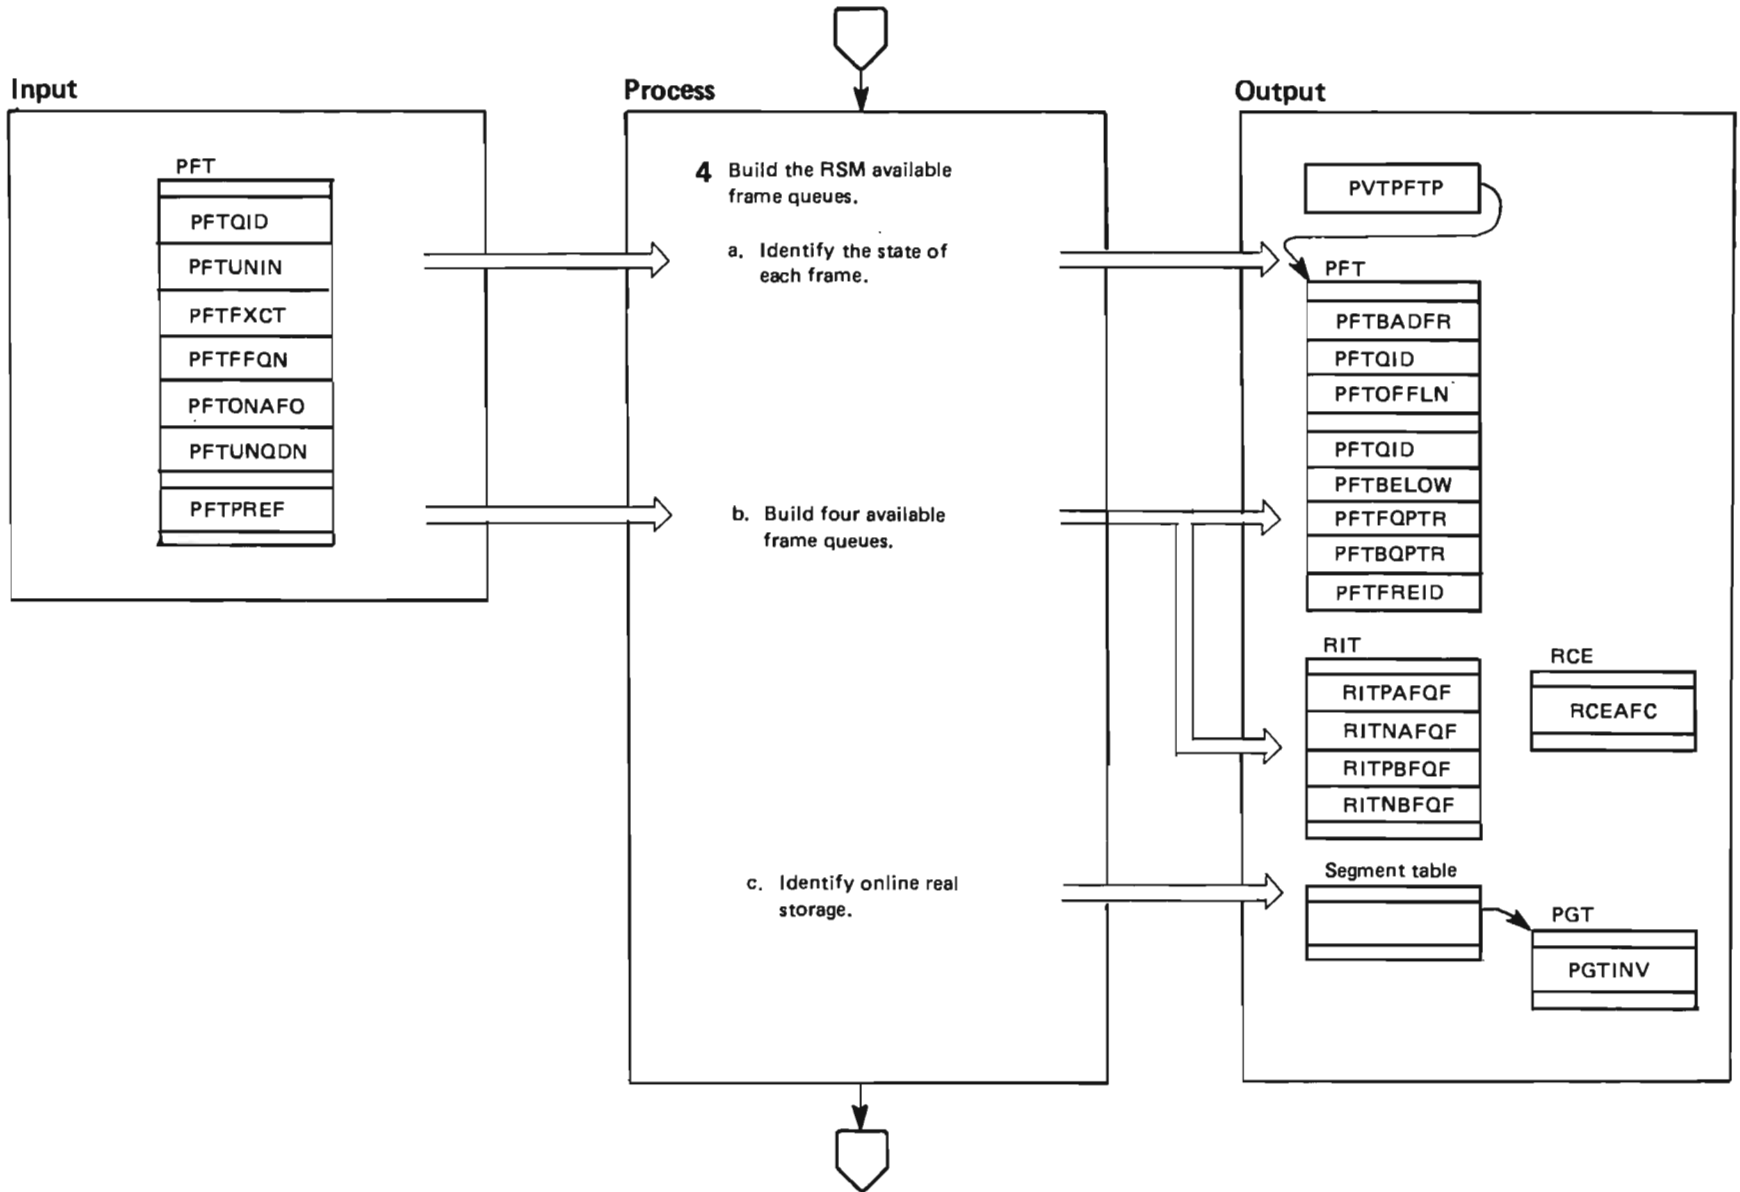 Input
PFT
PFTQID
PFTUNIN
PFTFXCT
PFTFFQN
PFTONAFO
PFTUNQDN
PFTPREF
Process
4 Build the RSM available
frame queues.
a. Identify the state of
each frame.
b. Build four available
frame queues.
c. Identify online real
storage.
Output
PVTPFTP
PFT
PFTBADFR
PFTQID
PFTOFFLN
PFTQID
PFTBELOW
PFTFQPTR
PFTBQPTR
PFTFREID
RIT
RITPAFQF
RITNAFQF
RITPBFQF
RITNBFQF
RCE
RCEAFC
Segment table
PGT
PGTINV